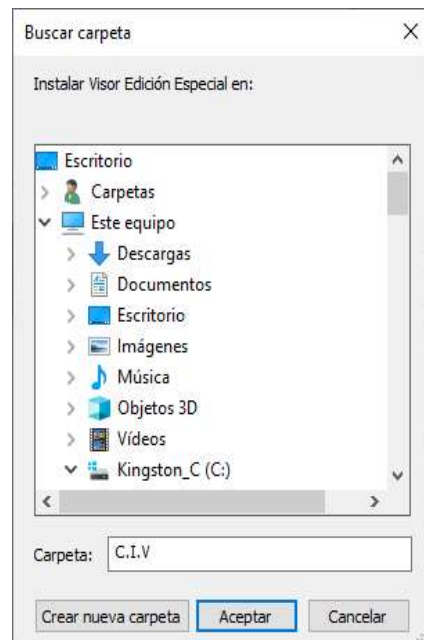 Buscar carpeta
Instalar Visor Edición Especial en:
Escritorio
Carpetas
Este equipo
Descargas
Documentos
Escritorio
Imágenes
Música
Objetos 3D
Vídeos
Kingston_C (C:)
Carpeta: C.I.V
Crear nueva carpeta Aceptar Cancelar